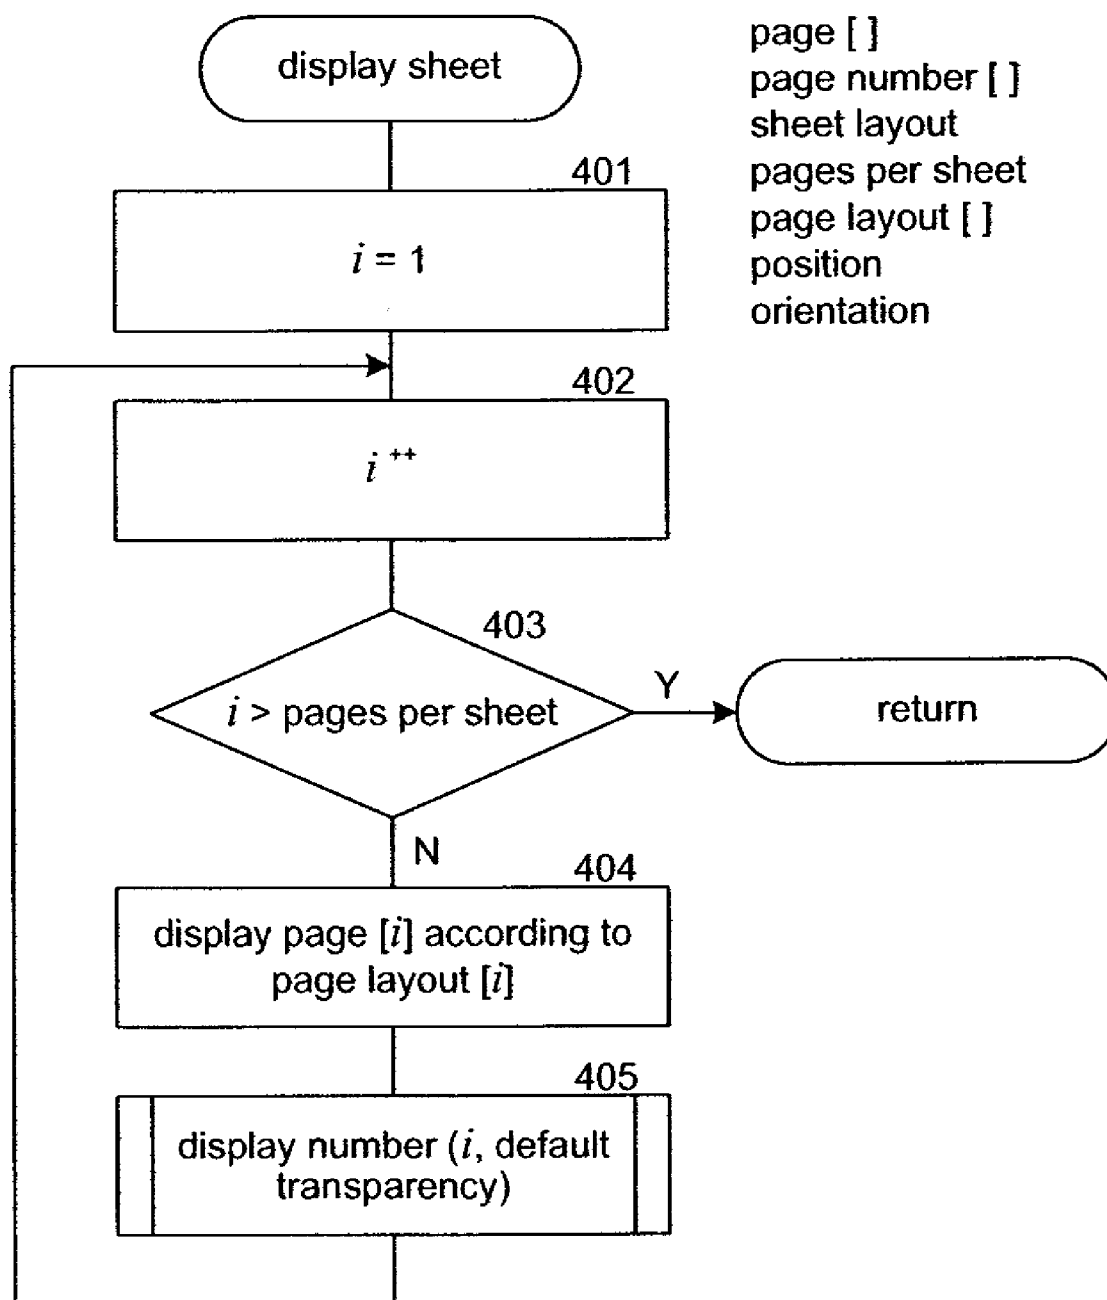 display sheet
page [ ]
page number [ ]
sheet layout
pages per sheet
page layout [ ]
position
orientation
401
i = 1
402
i ++
403
i > pages per sheet
Y
return
N
404
display page [i] according to
page layout [i]
405
display number (i, default
transparency)